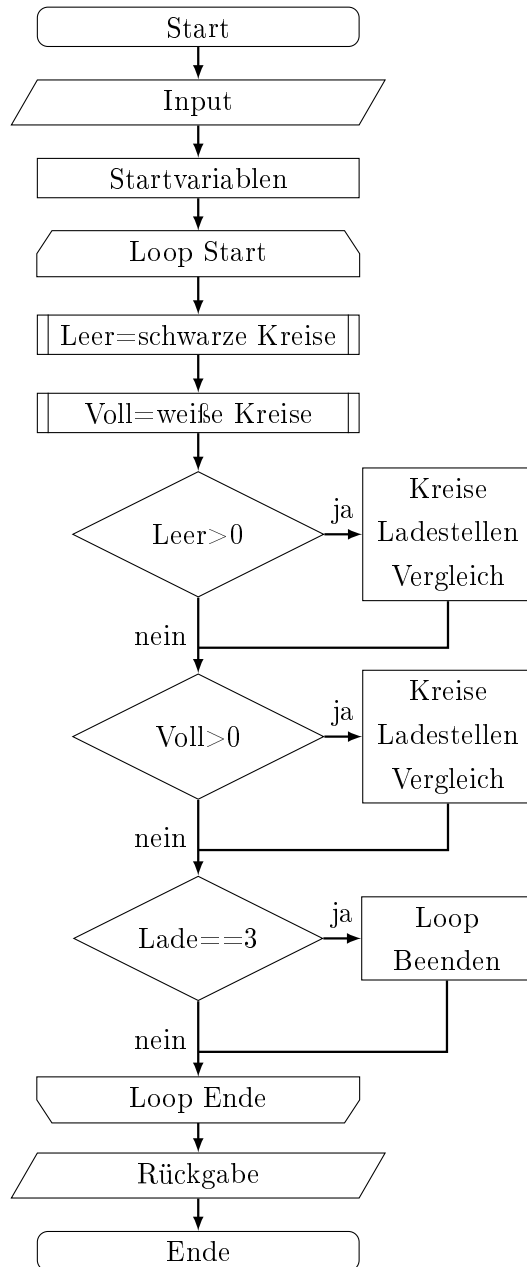 Start
Input
Startvariablen
Loop Start
Leer=schwarze Kreise
Voll=weiße Kreise
Leer>0
ja
Kreise
Ladestellen
Vergleich
nein
Voll>0
ja
Kreise
Ladestellen
Vergleich
nein
Lade==3
ja
Loop
Beenden
nein
Loop Ende
Rückgabe
Ende